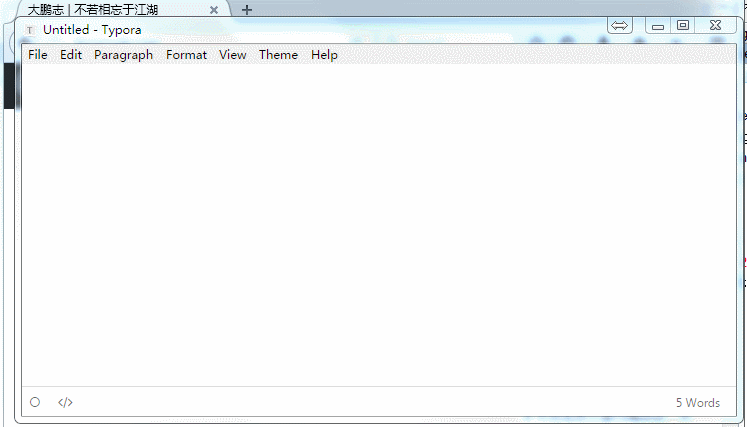 大鹏志 | 不若相忘于江湖
Untitled - Typora
File Edit Paragraph Format View Theme Help
</> 5 Words